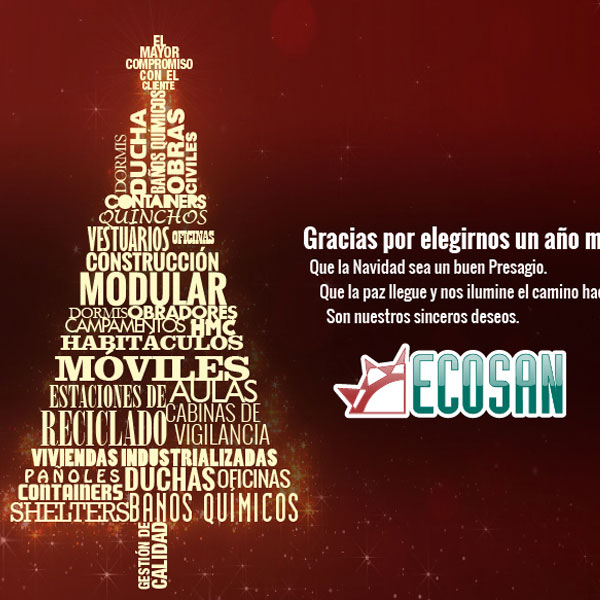 EL
MAYOR
COMPROMISO
CON EL
CLIENTE
DORMIS
DUCHA
BAÑOS QUÍMICOS
OBRAS
CIVILES
CONTAINERS
QUINCHOS
VESTUARIOS OFICINAS
CONSTRUCCIÓN
MODULAR
DORMIS OBRADORES
CAMPAMENTOS HMC
HABITÁCULOS
MÓVILES
ESTACIONES DE AULAS
RECICLADO CABINAS DE
VIGILANCIA
VIVIENDAS INDUSTRIALIZADAS
PAÑOLES DUCHAS OFICINAS
CONTAINERS
SHELTERS BANOS QUÍMICOS
GESTIÓN DE
CALIDAD
Gracias por elegirnos un año m
Que la Navidad sea un buen Presagio.
Que la paz llegue y nos ilumine el camino hac
Son nuestros sinceros deseos.
ECOSAN